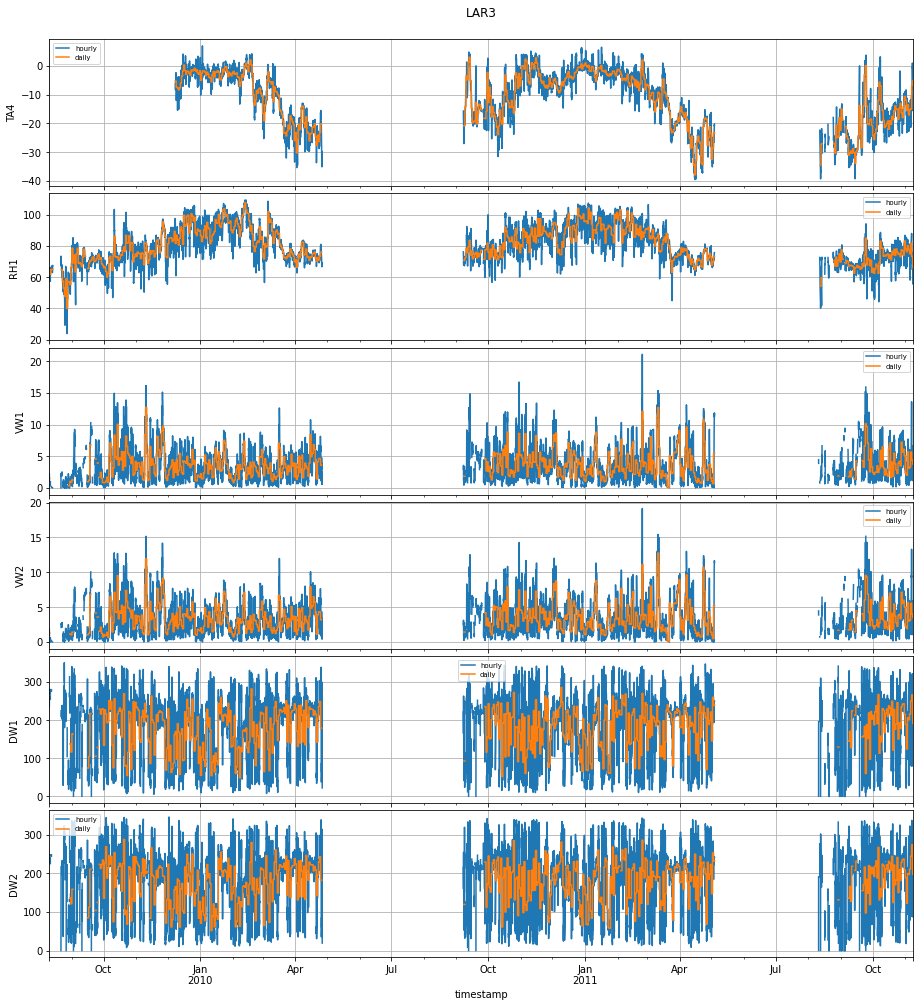 LAR3
hourly
daily
0
−10
−20
−30
−40
TA4
hourly
daily
100
80
60
40
20
RH1
hourly
daily
20
15
10
5
0
VW1
hourly
daily
20
15
10
5
0
VW2
hourly
daily
300
200
100
0
DW1
hourly
daily
300
200
100
0
DW2
Oct Jan Apr Jul Oct Jan Apr Jul Oct
2010 2011
timestamp